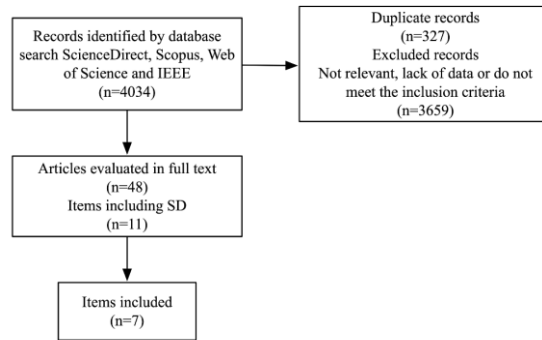 Records identified by database
search ScienceDirect, Scopus, Web
of Science and IEEE
(n=4034)
Duplicate records
(n=327)
Excluded records
Not relevant, lack of data or do not
meet the inclusion criteria
(n=3659)
Articles evaluated in full text
(n=48)
Items including SD
(n=11)
Items included
(n=7)